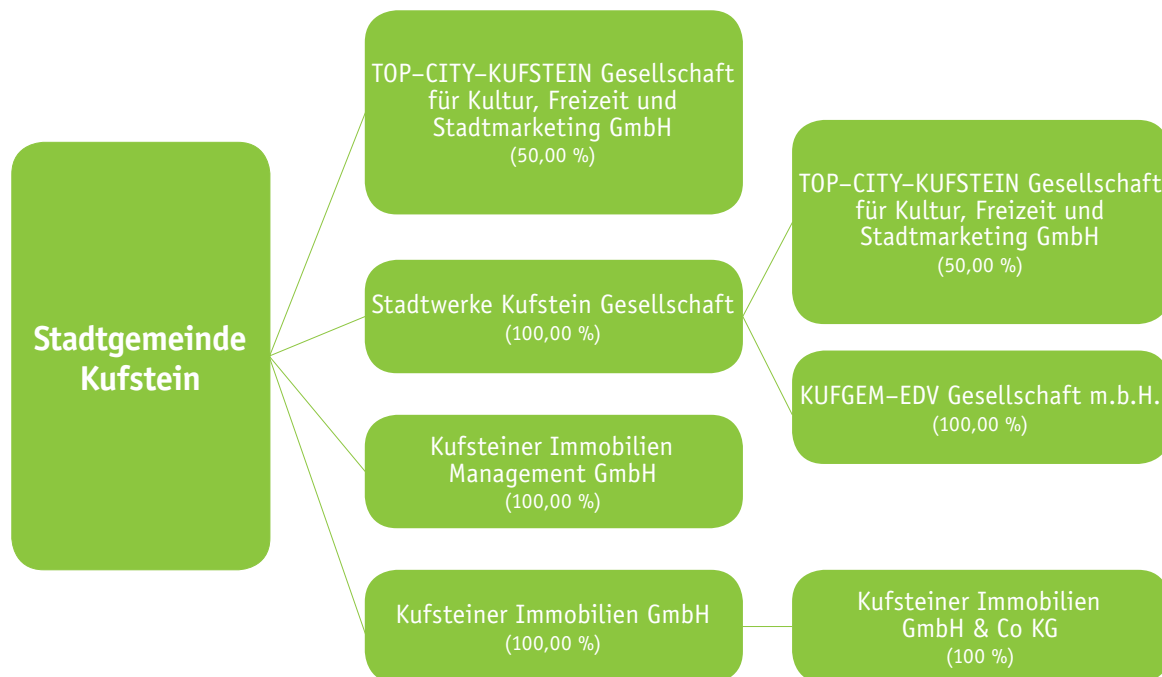 Stadtgemeinde
Kufstein
TOP–CITY–KUFSTEIN Gesellschaft
für Kultur, Freizeit und
Stadtmarketing GmbH
(50,00 %)
Stadtwerke Kufstein Gesellschaft
(100,00 %)
Kufsteiner Immobilien
Management GmbH
(100,00 %)
Kufsteiner Immobilien GmbH
(100,00 %)
TOP–CITY–KUFSTEIN Gesellschaft
für Kultur, Freizeit und
Stadtmarketing GmbH
(50,00 %)
KUFGEM–EDV Gesellschaft m.b.H.
(100,00 %)
Kufsteiner Immobilien
GmbH & Co KG
(100 %)